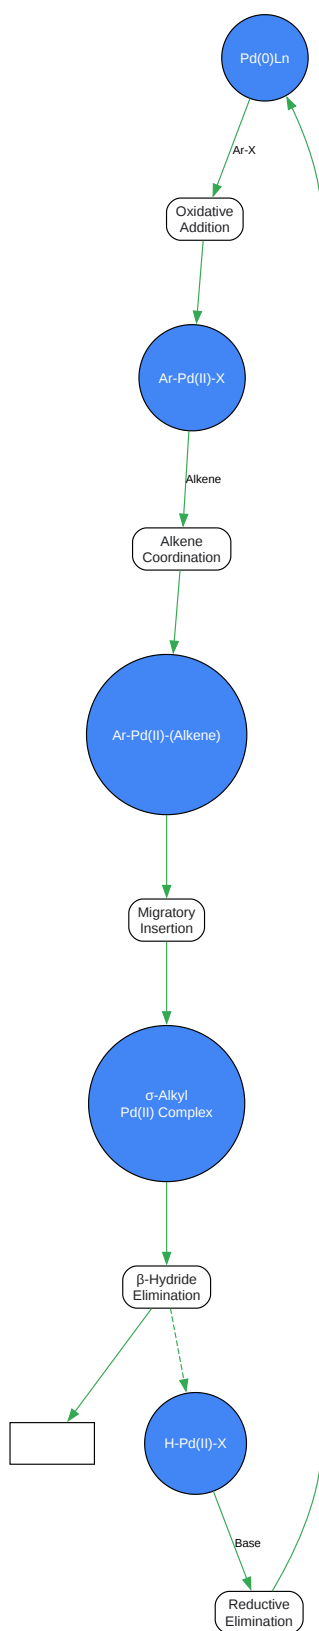 Pd(0)Ln
Ar-X
Oxidative
Addition
Ar-Pd(II)-X
Alkene
Alkene
Coordination
Ar-Pd(II)-(Alkene)
Migratory
Insertion
σ-Alkyl
Pd(II) Complex
β-Hydride
Elimination
H-Pd(II)-X
Base
Reductive
Elimination